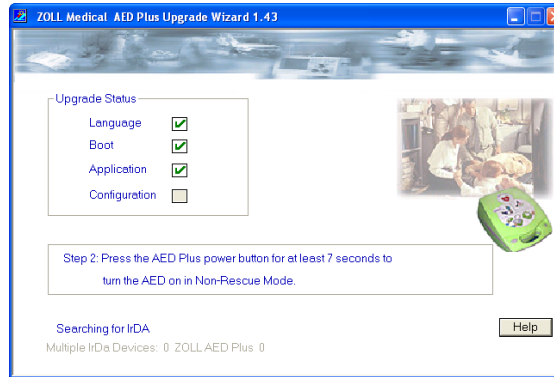 ZOLL Medical AED Plus Upgrade Wizard 1.43
Upgrade Status
Language
Boot
Application
Configuration
Step 2: Press the AED Plus power button for at least 7 seconds to
turn the AED on in Non-Rescue Mode.
Searching for IrDA
Help
Multiple IrDa Devices: 0 ZOLL AED Plus 0